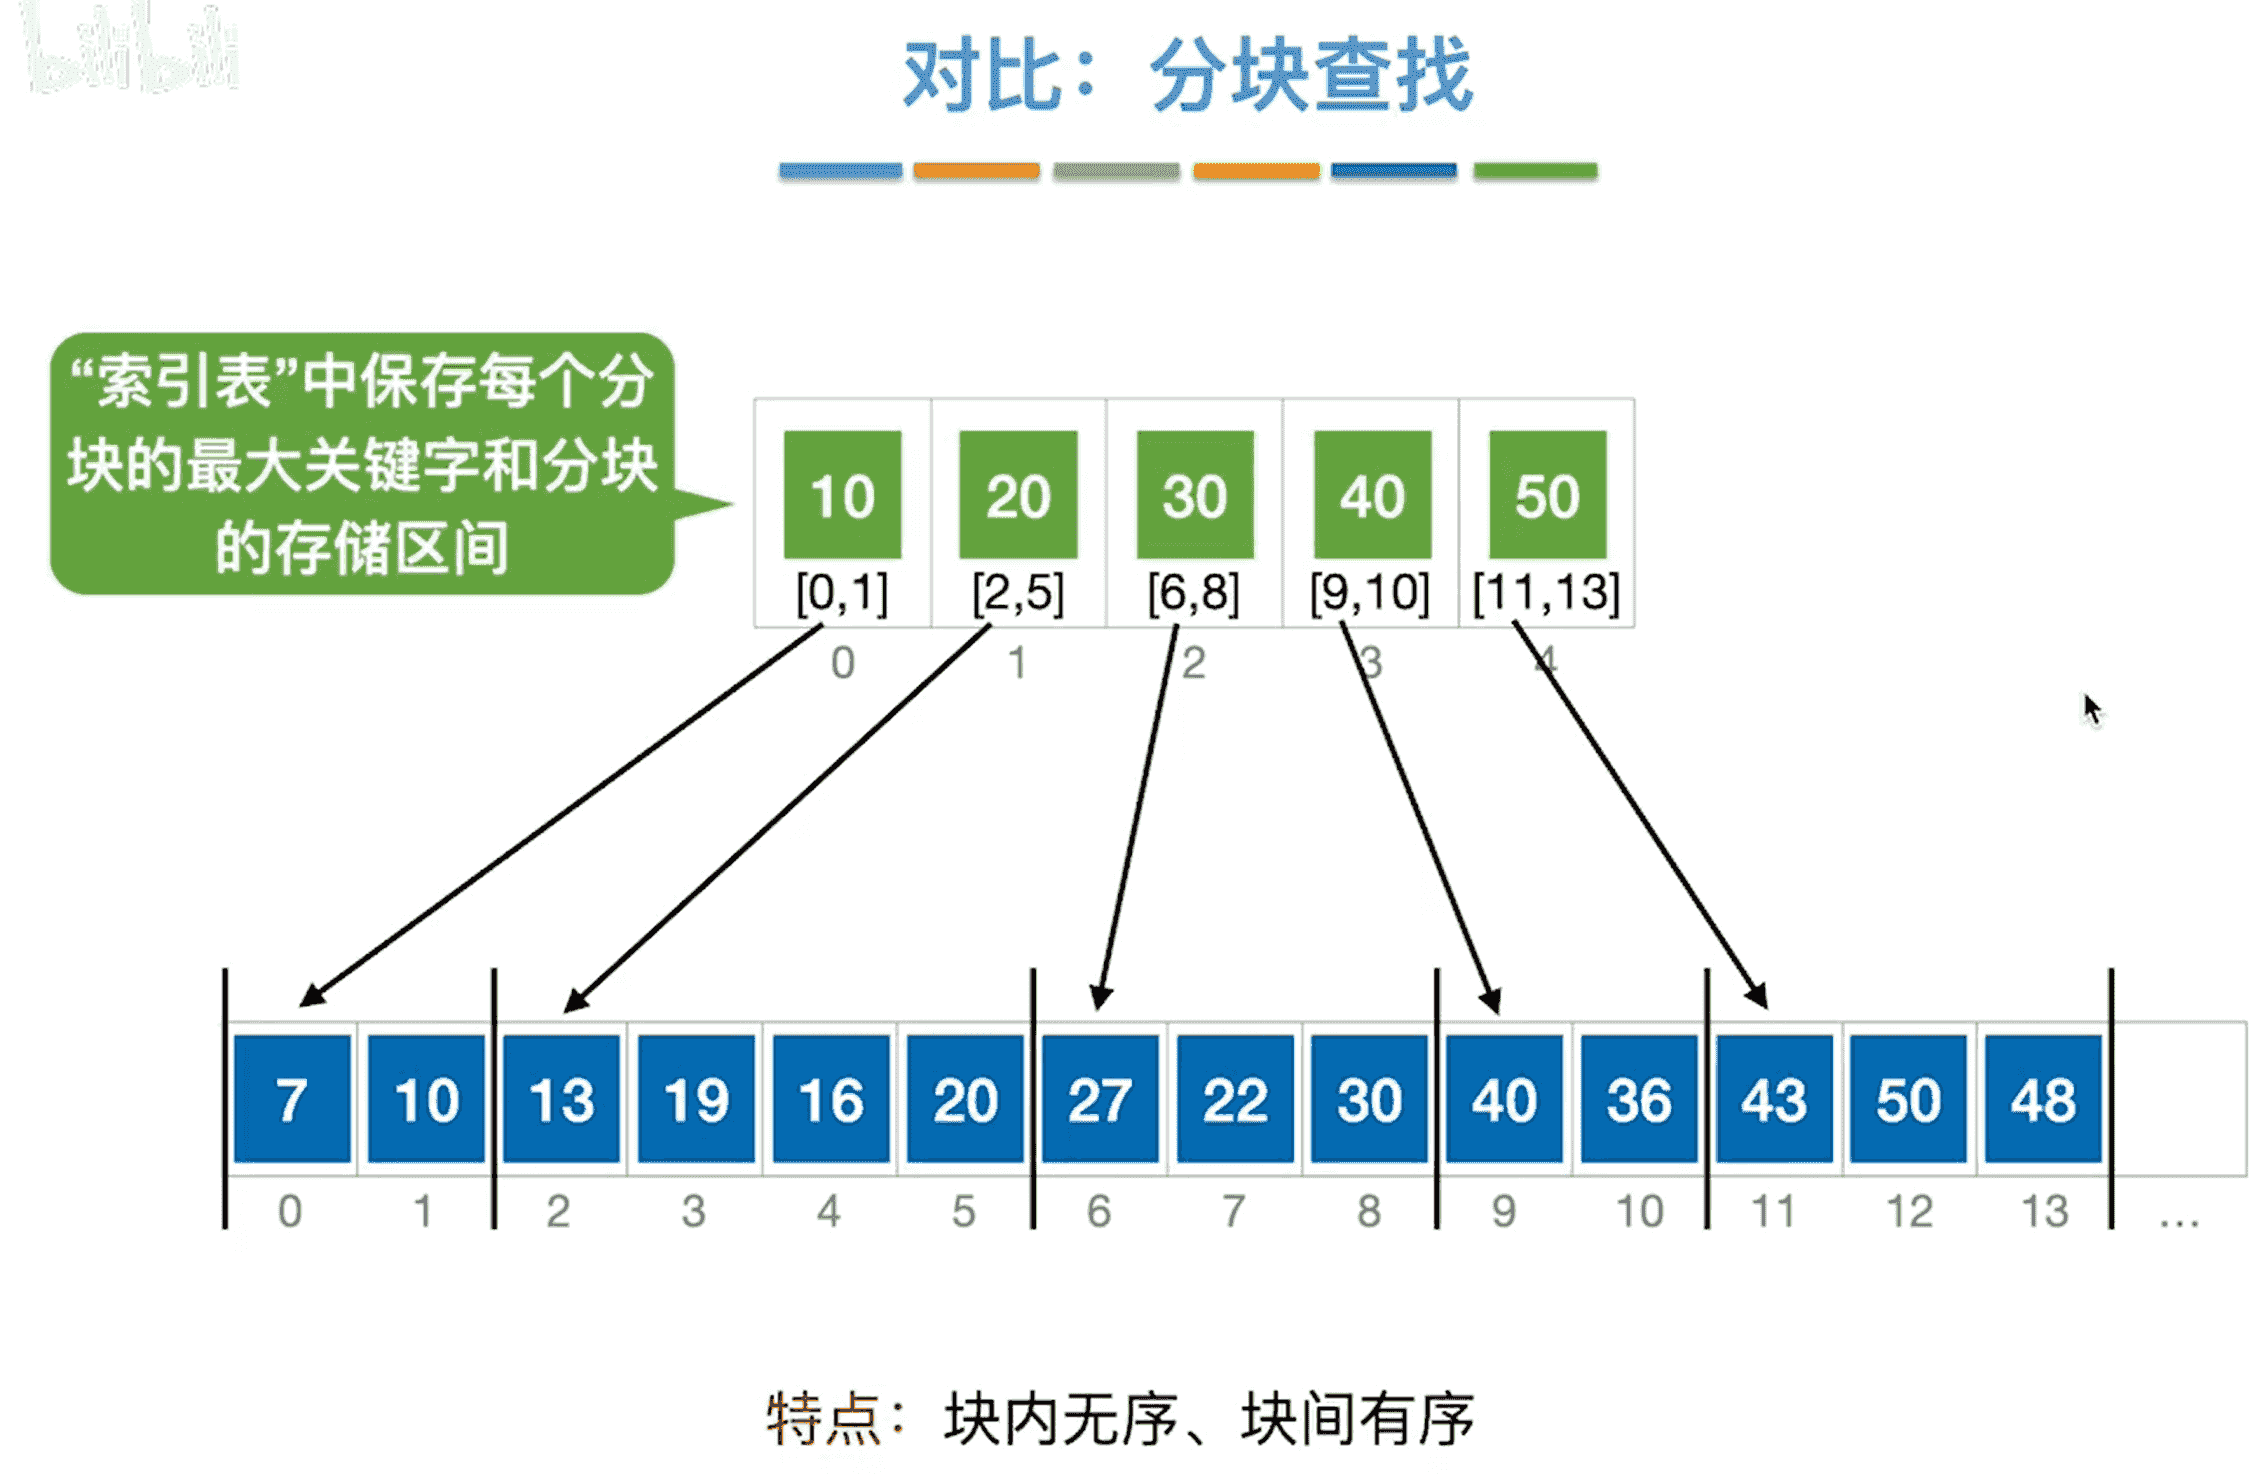 bilibili
对比：分块查找
“索引表”中保存每个分
块的最大关键字和分块
的存储区间
10 20 30 40 50
[0,1] [2,5] [6,8] [9,10] [11,13]
0 1 2 3 4
7 10 13 19 16 20 27 22 30 40 36 43 50 48
0 1 2 3 4 5 6 7 8 9 10 11 12 13 ...
特点：块内无序、块间有序